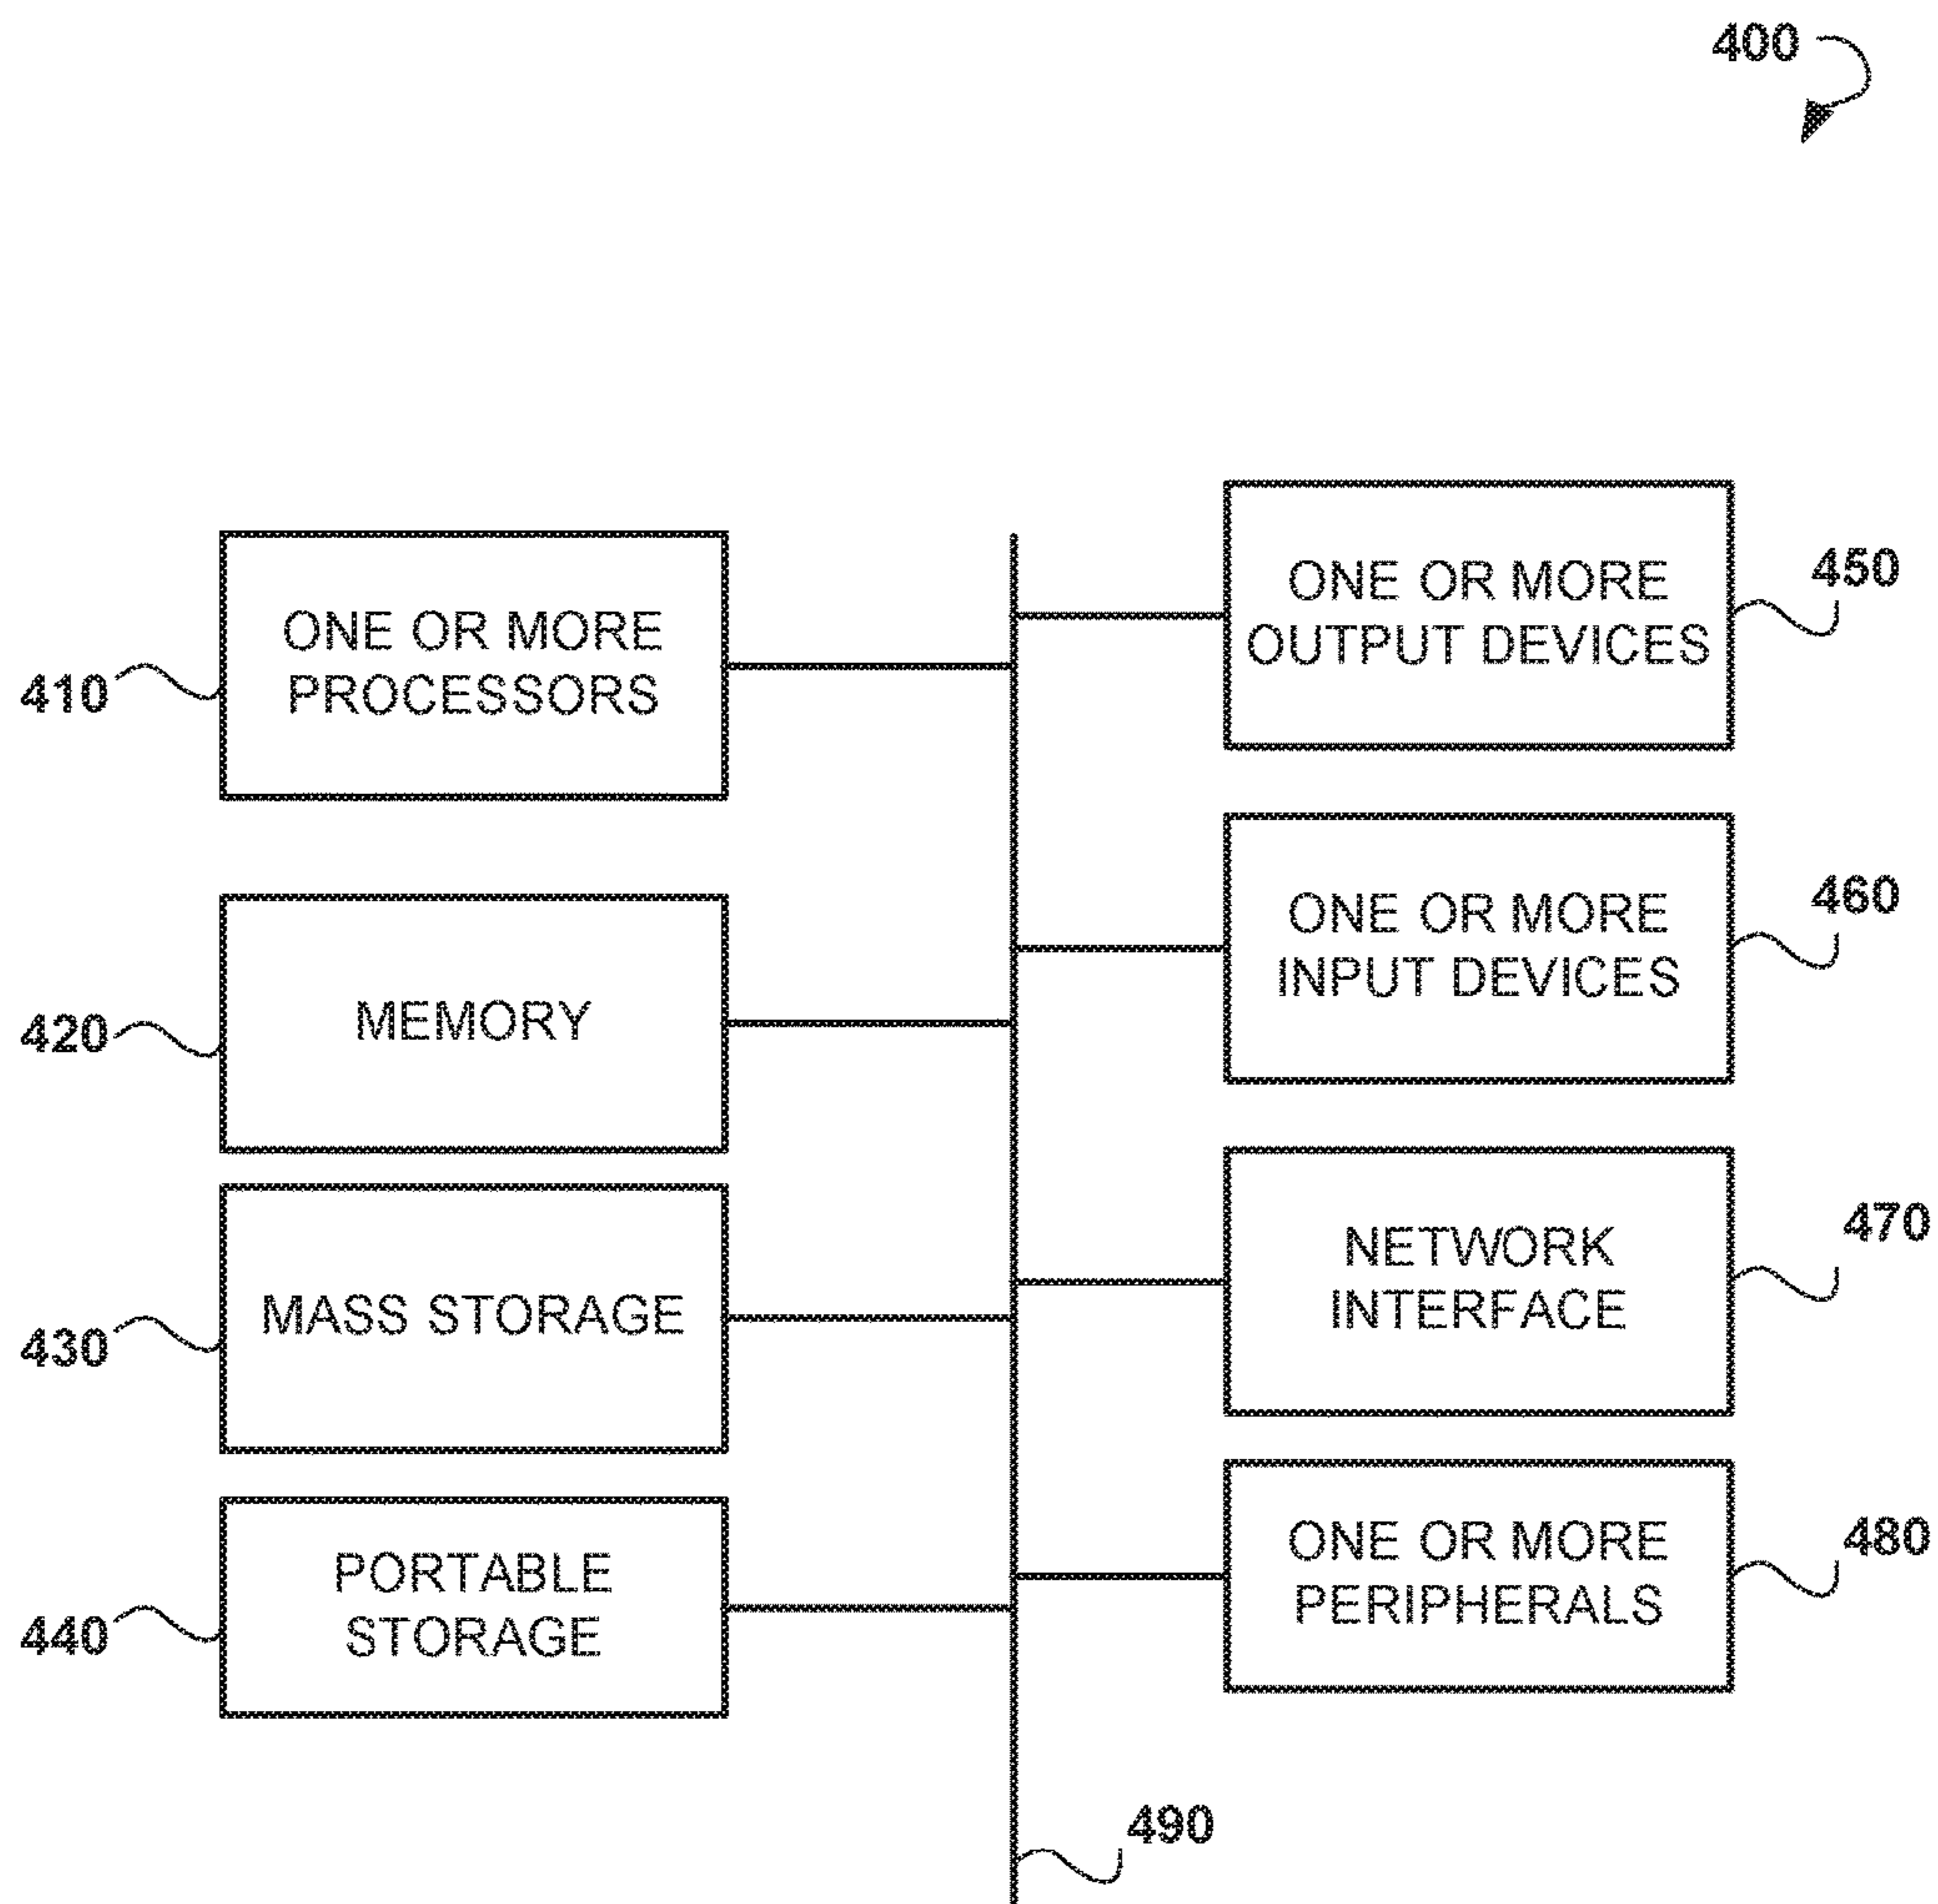 400
ONE OR MORE
PROCESSORS
410
MEMORY
420
MASS STORAGE
430
PORTABLE
STORAGE
440
ONE OR MORE
OUTPUT DEVICES
450
ONE OR MORE
INPUT DEVICES
460
NETWORK
INTERFACE
470
ONE OR MORE
PERIPHERALS
480
490